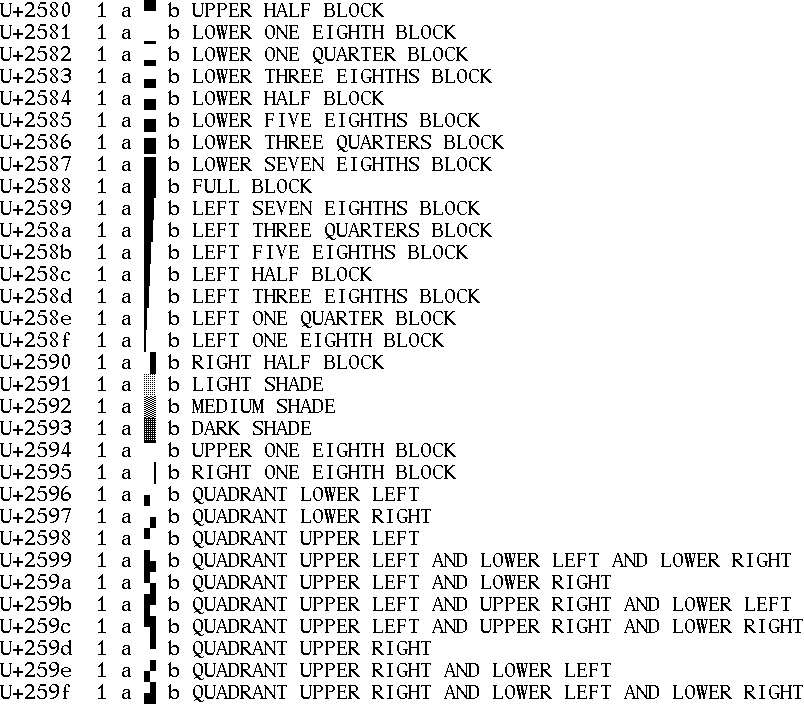 U+2580  1 a ▀ b UPPER HALF BLOCK
U+2581  1 a ▁ b LOWER ONE EIGHTH BLOCK
U+2582  1 a ▂ b LOWER ONE QUARTER BLOCK
U+2583  1 a ▃ b LOWER THREE EIGHTHS BLOCK
U+2584  1 a ▄ b LOWER HALF BLOCK
U+2585  1 a ▅ b LOWER FIVE EIGHTHS BLOCK
U+2586  1 a ▆ b LOWER THREE QUARTERS BLOCK
U+2587  1 a ▇ b LOWER SEVEN EIGHTHS BLOCK
U+2588  1 a █ b FULL BLOCK
U+2589  1 a ▉ b LEFT SEVEN EIGHTHS BLOCK
U+258a  1 a ▊ b LEFT THREE QUARTERS BLOCK
U+258b  1 a ▋ b LEFT FIVE EIGHTHS BLOCK
U+258c  1 a ▌ b LEFT HALF BLOCK
U+258d  1 a ▍ b LEFT THREE EIGHTHS BLOCK
U+258e  1 a ▎ b LEFT ONE QUARTER BLOCK
U+258f  1 a ▏ b LEFT ONE EIGHTH BLOCK
U+2590  1 a ▐ b RIGHT HALF BLOCK
U+2591  1 a ░ b LIGHT SHADE
U+2592  1 a ▒ b MEDIUM SHADE
U+2593  1 a ▓ b DARK SHADE
U+2594  1 a ▔ b UPPER ONE EIGHTH BLOCK
U+2595  1 a ▕ b RIGHT ONE EIGHTH BLOCK
U+2596  1 a ▖ b QUADRANT LOWER LEFT
U+2597  1 a ▗ b QUADRANT LOWER RIGHT
U+2598  1 a ▘ b QUADRANT UPPER LEFT
U+2599  1 a ▙ b QUADRANT UPPER LEFT AND LOWER LEFT AND LOWER RIGHT
U+259a  1 a ▚ b QUADRANT UPPER LEFT AND LOWER RIGHT
U+259b  1 a ▛ b QUADRANT UPPER LEFT AND UPPER RIGHT AND LOWER LEFT
U+259c  1 a ▜ b QUADRANT UPPER LEFT AND UPPER RIGHT AND LOWER RIGHT
U+259d  1 a ▝ b QUADRANT UPPER RIGHT
U+259e  1 a ▞ b QUADRANT UPPER RIGHT AND LOWER LEFT
U+259f  1 a ▟ b QUADRANT UPPER RIGHT AND LOWER LEFT AND LOWER RIGHT